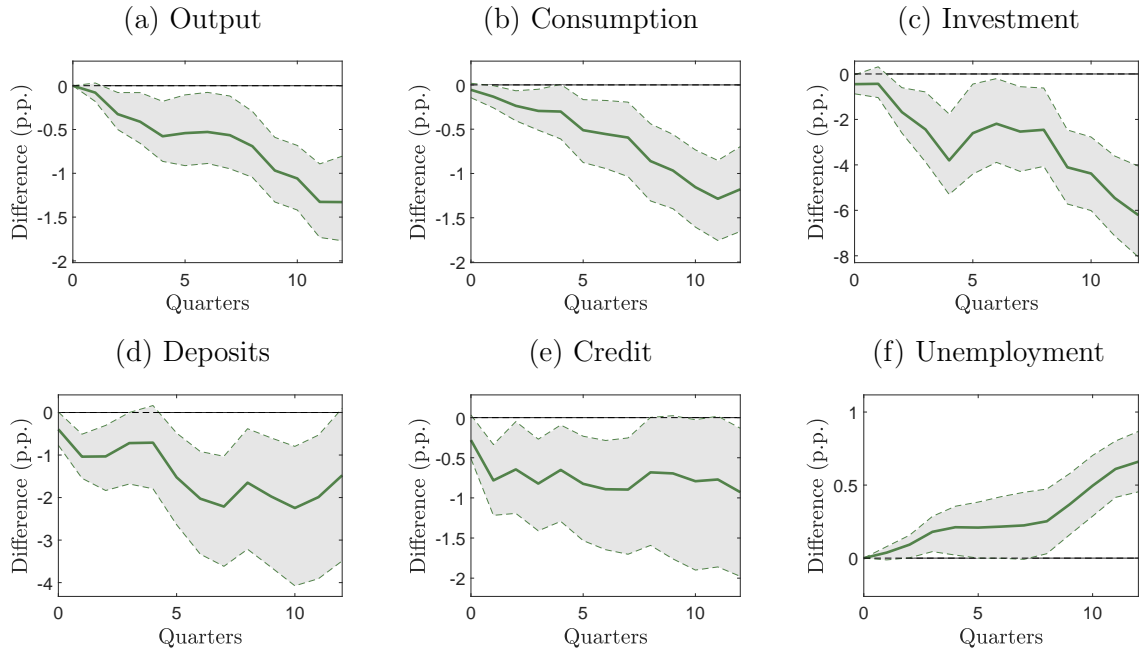 (a) Output
(b) Consumption
(c) Investment
Difference (p.p.)
0
-0.5
-1
-1.5
-2
0
5
10
Quarters
Difference (p.p.)
0
-0.5
-1
-1.5
-2
0
5
10
Quarters
Difference (p.p.)
0
-2
-4
-6
-8
0
5
10
Quarters
(d) Deposits
(e) Credit
(f) Unemployment
Difference (p.p.)
0
-1
-2
-3
-4
0
5
10
Quarters
Difference (p.p.)
0
-0.5
-1
-1.5
-2
0
5
10
Quarters
Difference (p.p.)
1
0.5
0
0
5
10
Quarters